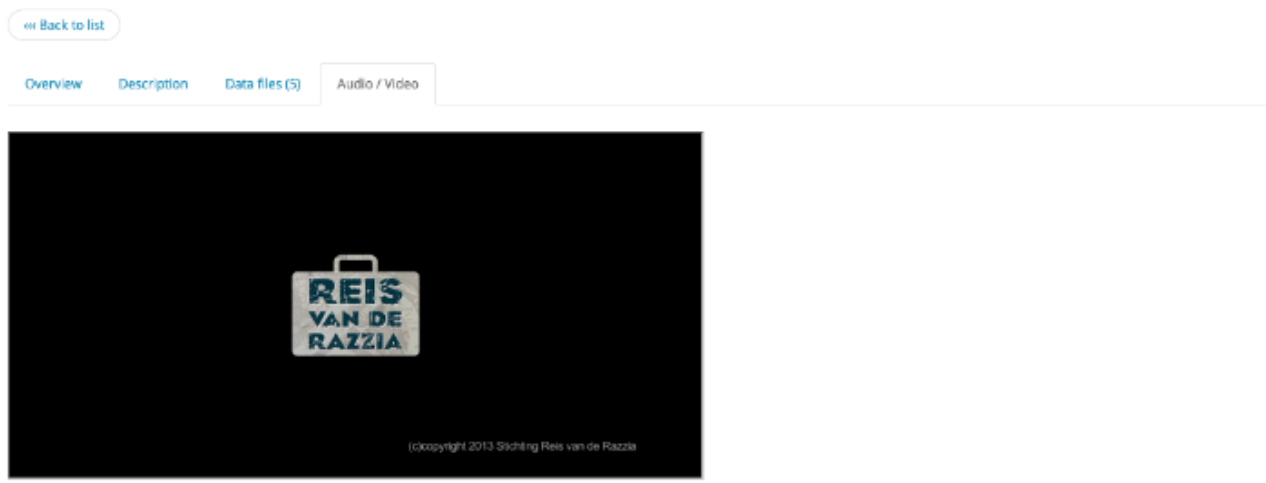 ‹‹‹ Back to list
Overview Description Data files (5) Audio / Video
REIS
VAN DE
RAZZIA
(c)copyright 2013 Stichting Reis van de Razzia